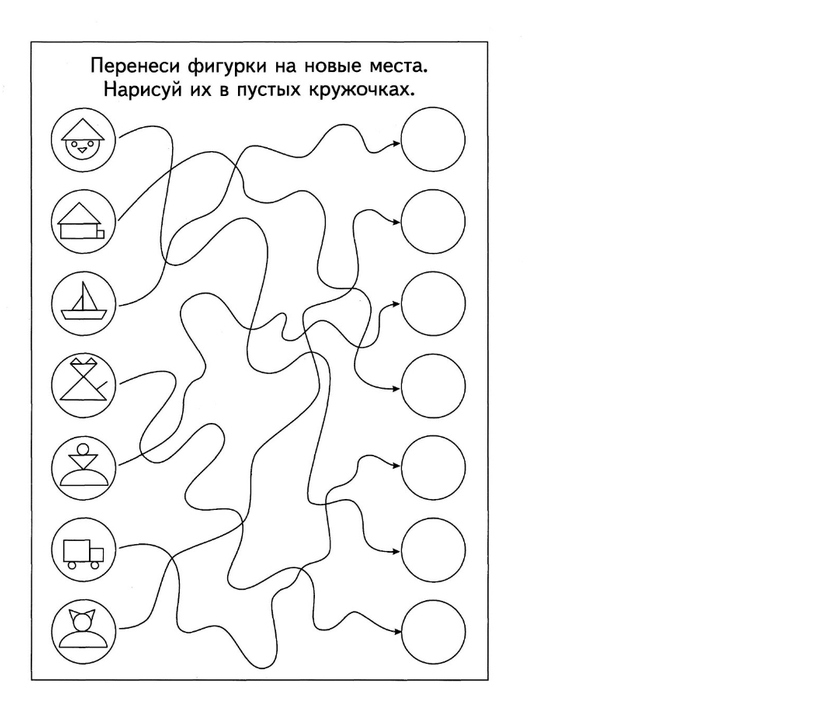 Перенеси фигурки на новые места.
Нарисуй их в пустых кружочках.